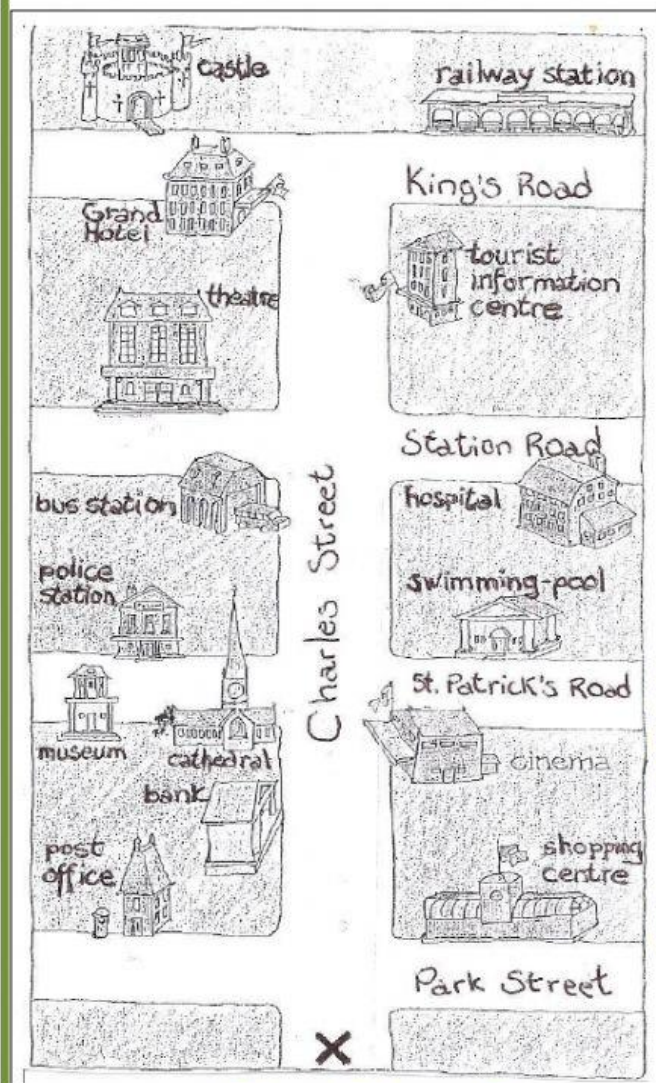 castle
railway station
King's Road
Grand
Hotel
tourist
information
centre
theatre
Station Road
bus station
hospital
Charles Street
police
station
swimming-pool
St. Patrick's Road
museum
cathedral
cinema
bank
post
office
shopping
centre
Park Street
X